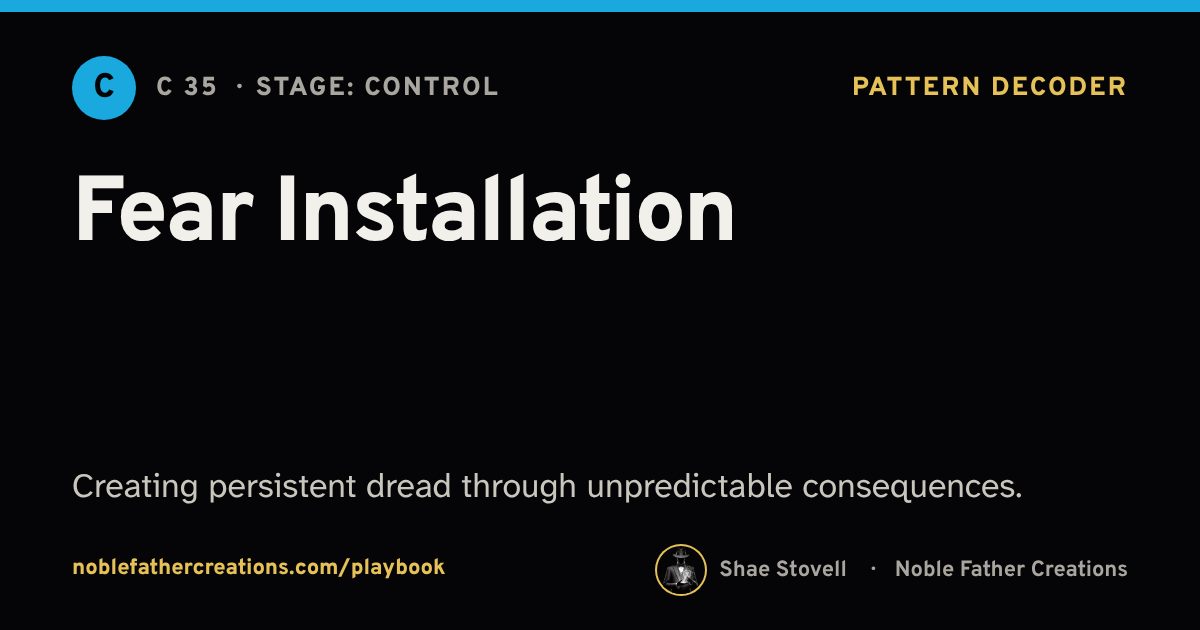 C
C 35 · STAGE: CONTROL
PATTERN DECODER
Fear Installation
Creating persistent dread through unpredictable consequences.
noblefathercreations.com/playbook
Shae Stovell · Noble Father Creations